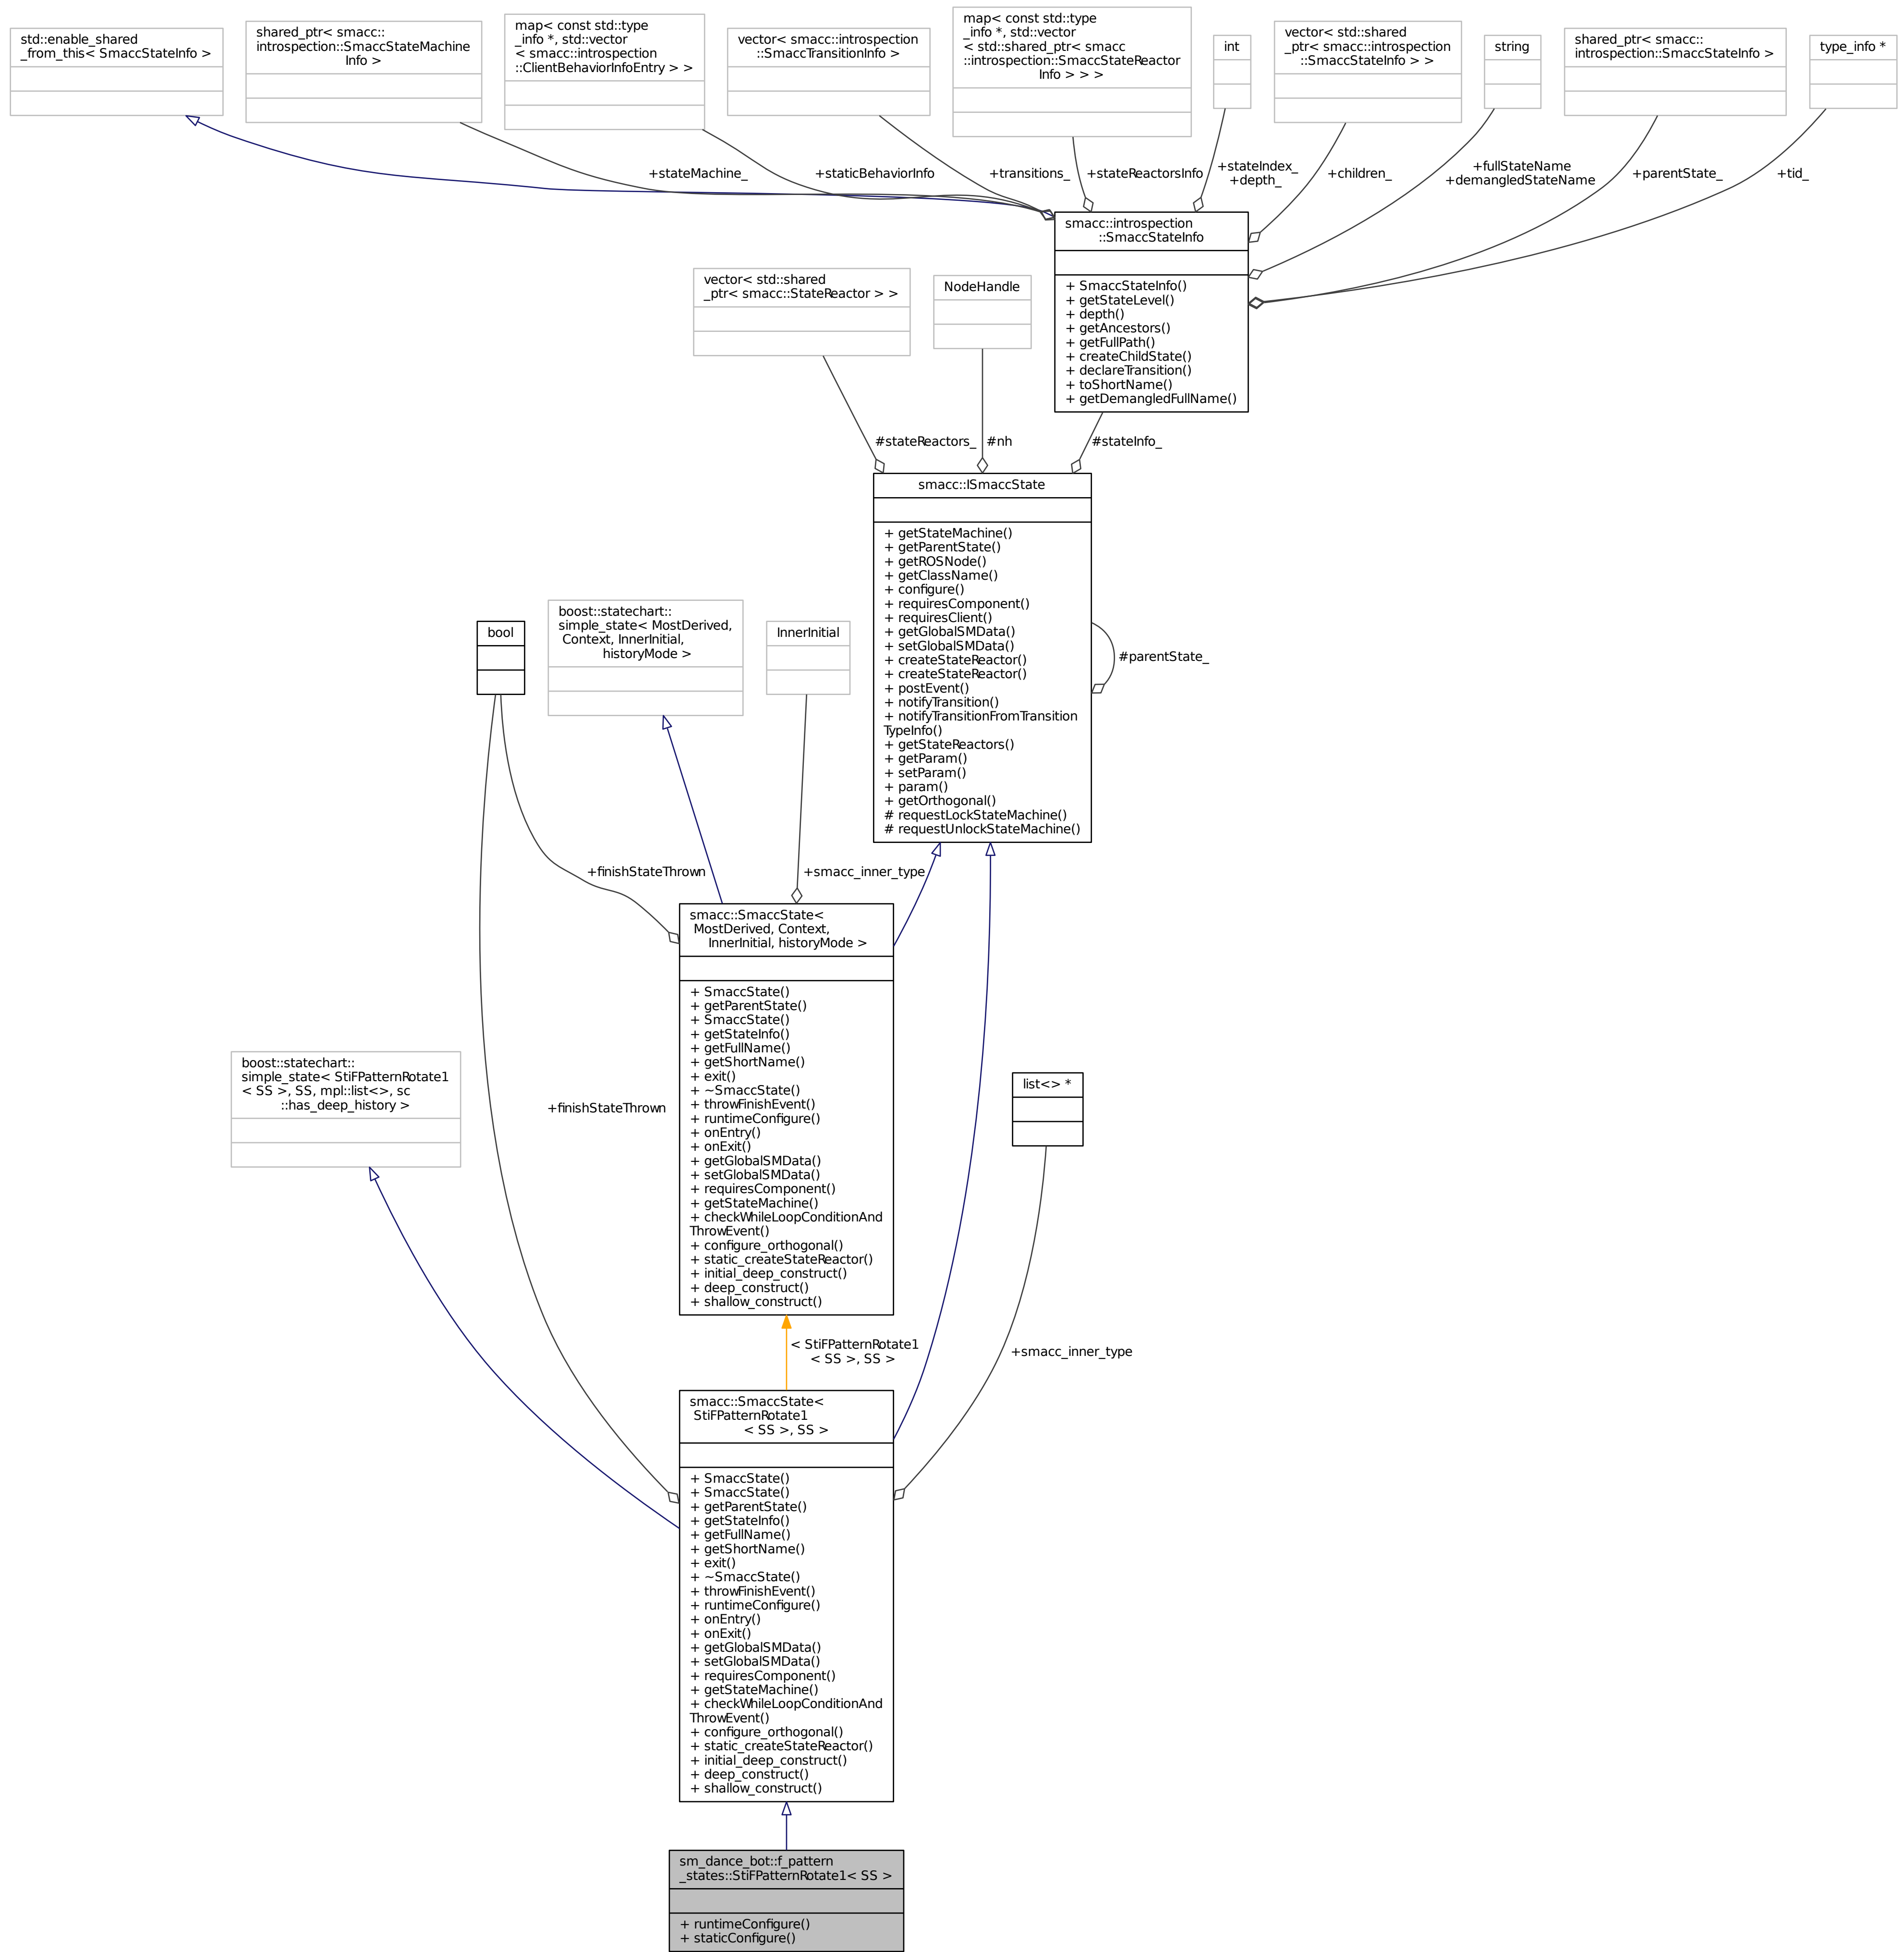 std::enable_shared
_from_this< SmaccStateInfo >
shared_ptr< smacc::
introspection::SmaccStateMachine
Info >
map< const std::type
_info *, std::vector
< smacc::introspection
::ClientBehaviorInfoEntry > >
vector< smacc::introspection
::SmaccTransitionInfo >
map< const std::type
_info *, std::vector
< std::shared_ptr< smacc
::introspection::SmaccStateReactor
Info > > >
int
vector< std::shared
_ptr< smacc::introspection
::SmaccStateInfo > >
string
shared_ptr< smacc::
introspection::SmaccStateInfo >
type_info *
+stateMachine_
+staticBehaviorInfo
+transitions_
+stateReactorsInfo
+stateIndex_
+depth_
+children_
+fullStateName
+demangledStateName
+parentState_
+tid_
smacc::introspection
::SmaccStateInfo
+ SmaccStateInfo()
+ getStateLevel()
+ depth()
+ getAncestors()
+ getFullPath()
+ createChildState()
+ declareTransition()
+ toShortName()
+ getDemangledFullName()
vector< std::shared
_ptr< smacc::StateReactor > >
NodeHandle
#stateReactors_
#nh
#stateInfo_
smacc::ISmaccState
+ getStateMachine()
+ getParentState()
+ getROSNode()
+ getClassName()
+ configure()
+ requiresComponent()
+ requiresClient()
+ getGlobalSMData()
+ setGlobalSMData()
+ createStateReactor()
+ createStateReactor()
+ postEvent()
+ notifyTransition()
+ notifyTransitionFromTransition
TypeInfo()
+ getStateReactors()
+ getParam()
+ setParam()
+ param()
+ getOrthogonal()
# requestLockStateMachine()
# requestUnlockStateMachine()
#parentState_
bool
boost::statechart::
simple_state< MostDerived,
Context, InnerInitial,
historyMode >
InnerInitial
+finishStateThrown
+smacc_inner_type
smacc::SmaccState<
MostDerived, Context,
InnerInitial, historyMode >
+ SmaccState()
+ getParentState()
+ SmaccState()
+ getStateInfo()
+ getFullName()
+ getShortName()
+ exit()
+ ~SmaccState()
+ throwFinishEvent()
+ runtimeConfigure()
+ onEntry()
+ onExit()
+ getGlobalSMData()
+ setGlobalSMData()
+ requiresComponent()
+ getStateMachine()
+ checkWhileLoopConditionAnd
ThrowEvent()
+ configure_orthogonal()
+ static_createStateReactor()
+ initial_deep_construct()
+ deep_construct()
+ shallow_construct()
boost::statechart::
simple_state< StiFPatternRotate1
< SS >, SS, mpl::list<>, sc
::has_deep_history >
+finishStateThrown
list<> *
< StiFPatternRotate1
< SS >, SS >
+smacc_inner_type
smacc::SmaccState<
StiFPatternRotate1
< SS >, SS >
+ SmaccState()
+ SmaccState()
+ getParentState()
+ getStateInfo()
+ getFullName()
+ getShortName()
+ exit()
+ ~SmaccState()
+ throwFinishEvent()
+ runtimeConfigure()
+ onEntry()
+ onExit()
+ getGlobalSMData()
+ setGlobalSMData()
+ requiresComponent()
+ getStateMachine()
+ checkWhileLoopConditionAnd
ThrowEvent()
+ configure_orthogonal()
+ static_createStateReactor()
+ initial_deep_construct()
+ deep_construct()
+ shallow_construct()
sm_dance_bot::f_pattern
_states::StiFPatternRotate1< SS >
+ runtimeConfigure()
+ staticConfigure()